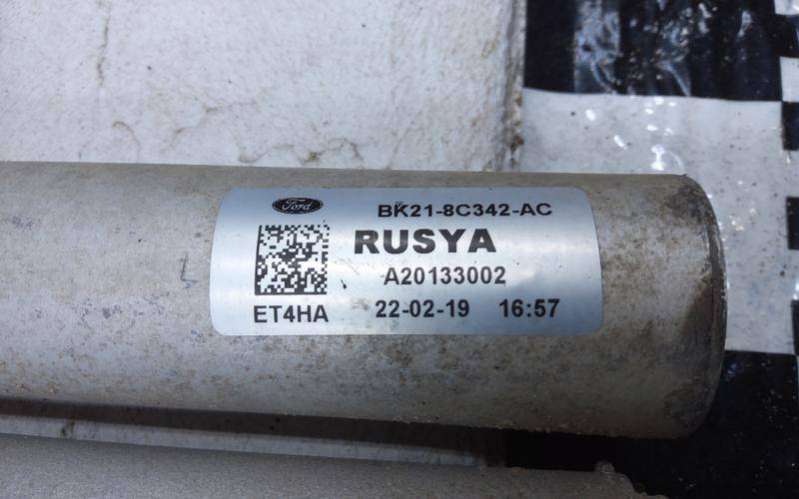 Ford
BK21-8C342-AC
RUSYA
A20133002
ET4HA 22-02-19 16:57